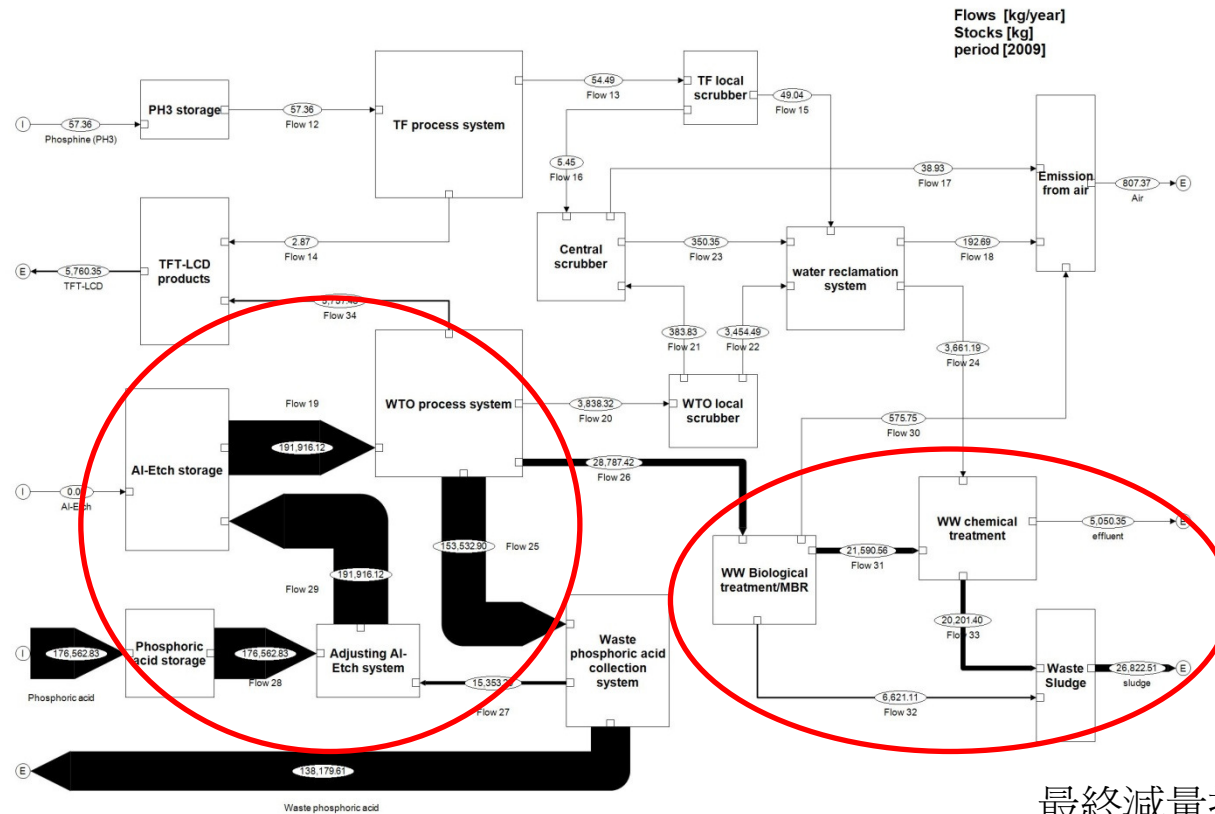 Flows [kg/year]
Stocks [kg]
period [2009]
PH3 storage
TF process system
TF local
scrubber
54.49
Flow 13
49.04
Flow 15
I
57.36
Phosphine (PH3)
57.36
Flow 12
5.45
Flow 16
38.93
Flow 17
Emission
from air
807.37
Air
E
TFT-LCD
products
2.87
Flow 14
Central
scrubber
350.35
Flow 23
water reclamation
system
192.69
Flow 18
E
5,760.35
TFT-LCD
Flow 34
383.83
Flow 21
3,454.49
Flow 22
3,661.19
Flow 24
WTO process system
3,838.32
Flow 20
WTO local
scrubber
575.75
Flow 30
Flow 19
191,916.12
Al-Etch storage
28,787.42
Flow 26
I
Al-Etch
153,532.90
Flow 25
WW chemical
treatment
5,050.35
effluent
E
WW Biological
treatment/MBR
21,590.56
Flow 31
191,916.12
Flow 29
20,201.40
Flow 33
Waste
phosphoric acid
collection
system
Waste
Sludge
26,822.51
sludge
E
I
176,562.83
Phosphoric acid
Phosphoric
acid storage
176,562.83
Flow 28
Adjusting Al-
Etch system
Flow 27
6,621.11
Flow 32
E
138,179.61
Waste phosphoric acid
最終減量